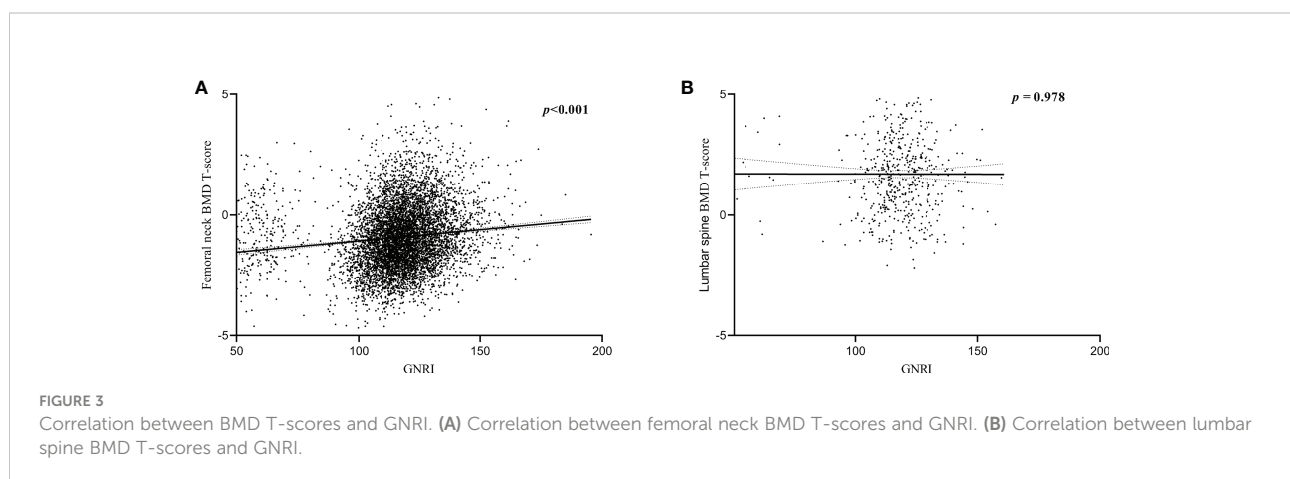 A
p<0.001
5
0
-5
Femoral neck BMD T-score
50
100
150
200
GNRI
B
p = 0.978
5
0
-5
Lumbar spine BMD T-score
100
150
200
GNRI
FIGURE 3
Correlation between BMD T-scores and GNRI. (A) Correlation between femoral neck BMD T-scores and GNRI. (B) Correlation between lumbar
spine BMD T-scores and GNRI.